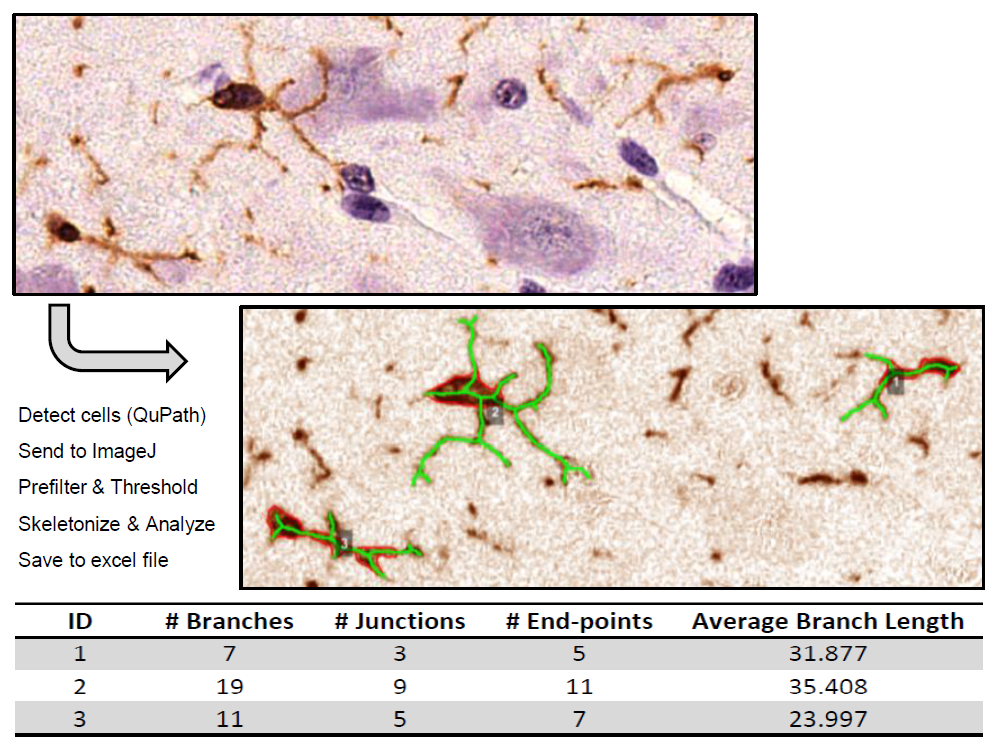 1
2
3
Detect cells (QuPath)
Send to ImageJ
Prefilter & Threshold
Skeletonize & Analyze
Save to excel file
ID # Branches # Junctions # End-points Average Branch Length
1 7 3 5 31.877
2 19 9 11 35.408
3 11 5 7 23.997